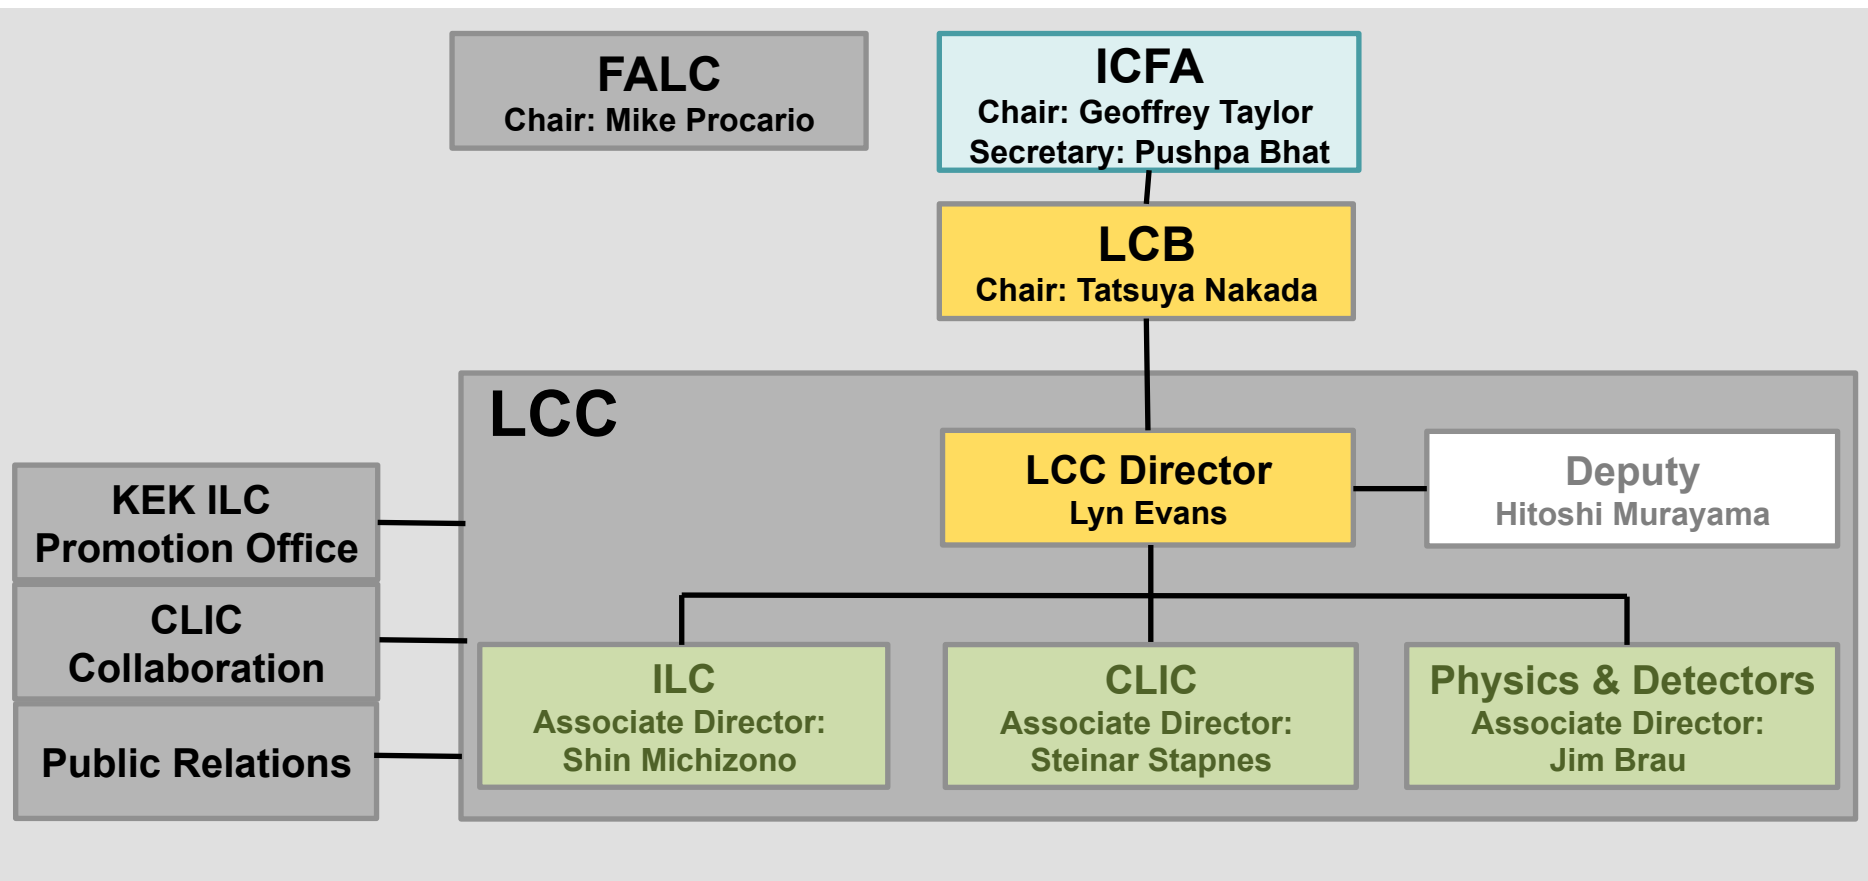 FALC
Chair: Mike Procario
ICFA
Chair: Geoffrey Taylor
Secretary: Pushpa Bhat
LCB
Chair: Tatsuya Nakada
LCC
LCC Director
Lyn Evans
Deputy
Hitoshi Murayama
KEK ILC
Promotion Office
CLIC
Collaboration
Public Relations
ILC
Associate Director:
Shin Michizono
CLIC
Associate Director:
Steinar Stapnes
Physics & Detectors
Associate Director:
Jim Brau